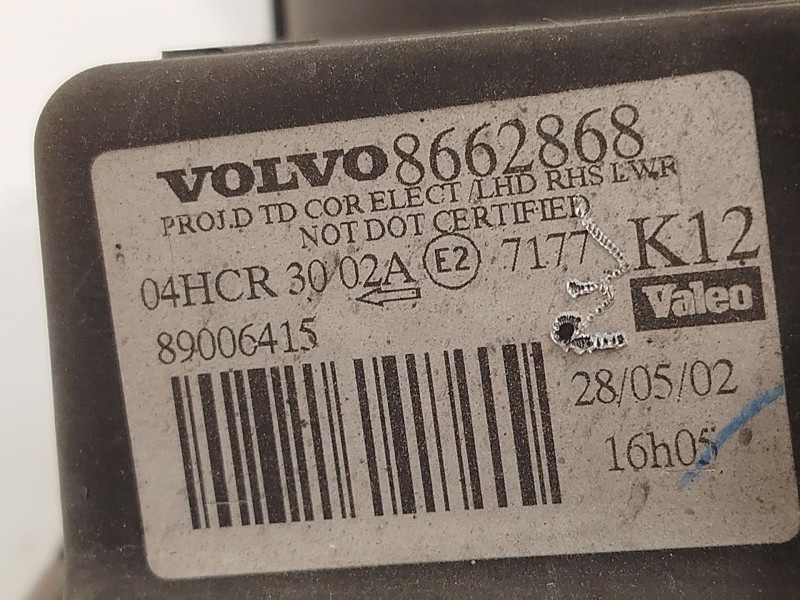 VOLVO 8662868
PROJ.D TD COR ELECT /LHD RHS LWR
NOT DOT CERTIFIED
04HCR 30 02A E2 7177 K12
Valeo
89006415
28/05/02
16h05